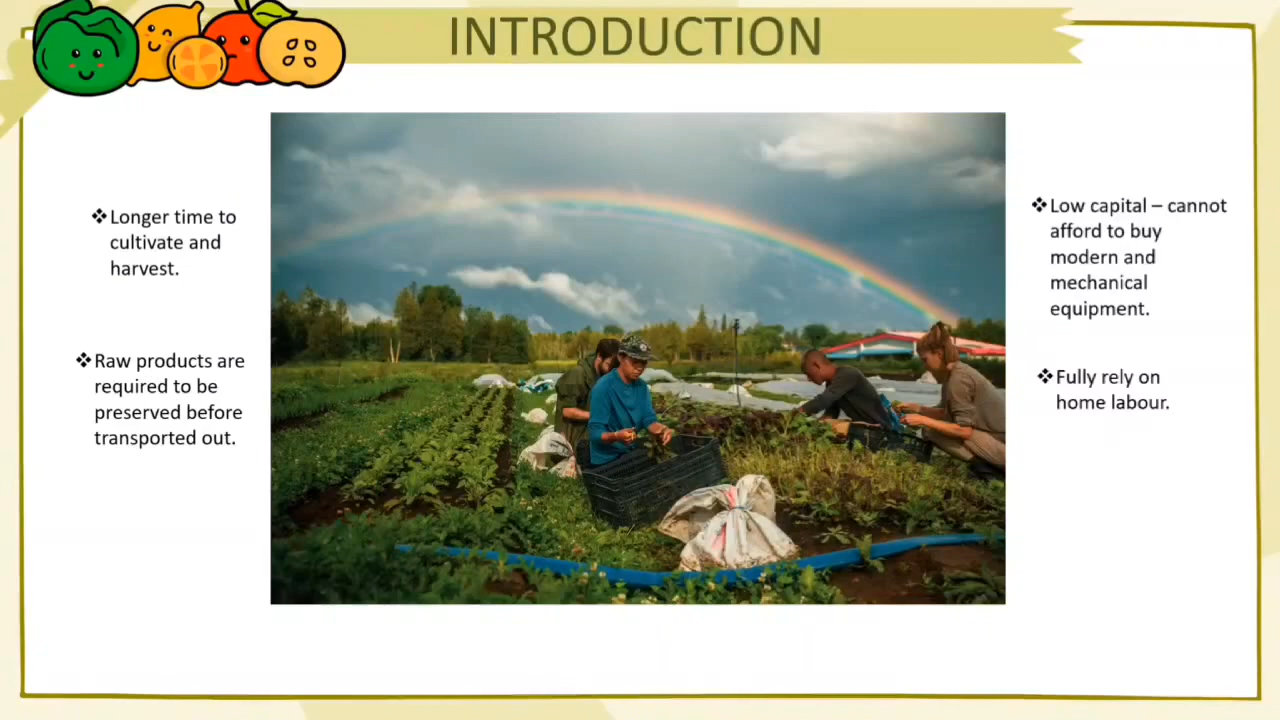 INTRODUCTION
❖Longer time to
cultivate and
harvest.
❖Raw products are
required to be
preserved before
transported out.
❖Low capital – cannot
afford to buy
modern and
mechanical
equipment.
❖Fully rely on
home labour.